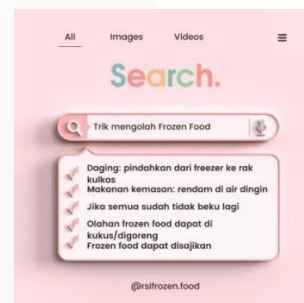 All Images Videos
Search.
Trik mengolah Frozen Food
Daging: pindahkan dari freezer ke rak
kulkas
Makanan kemasan: rendam di air dingin
Jika semua sudah tidak beku lagi
Olahan frozen food dapat di
kukus/digoreng
Frozen food dapat disajikan
@rsifrozen.food